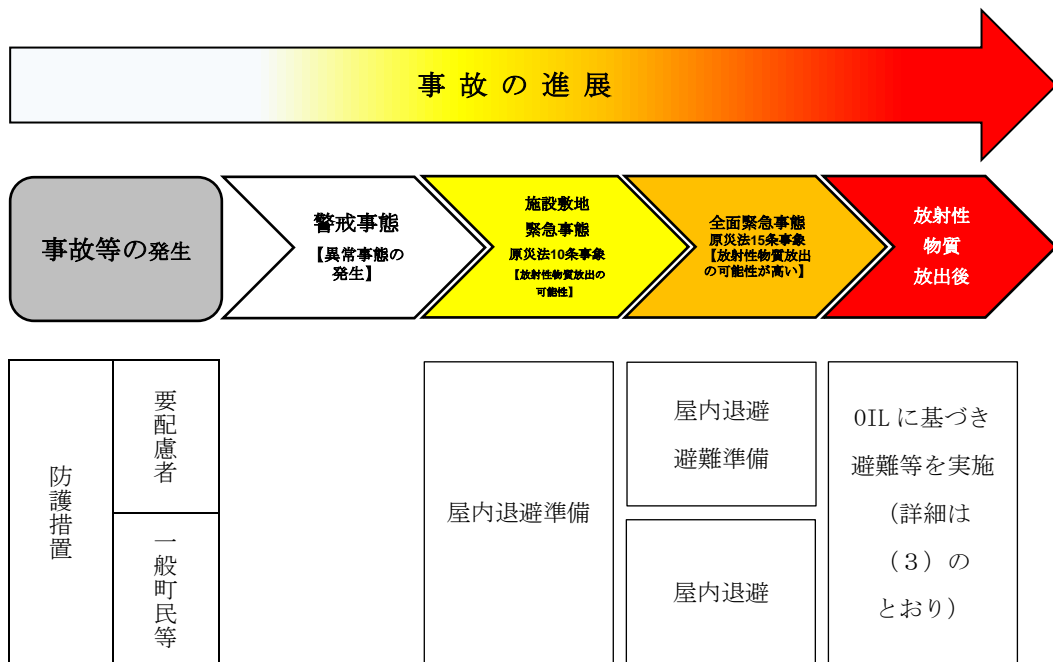 事故の進展
事故等の発生
警戒事態
【異常事態の
発生】
施設敷地
緊急事態
原災法10条事象
【放射性物質放出の
可能性】
全面緊急事態
原災法15条事象
【放射性物質放出
の可能性が高い】
放射性
物質
放出後
防護措置
要配慮者
一般町民等
屋内退避準備
屋内退避
避難準備
屋内退避
OILに基づき
避難等を実施
（詳細は
（３）の
とおり）